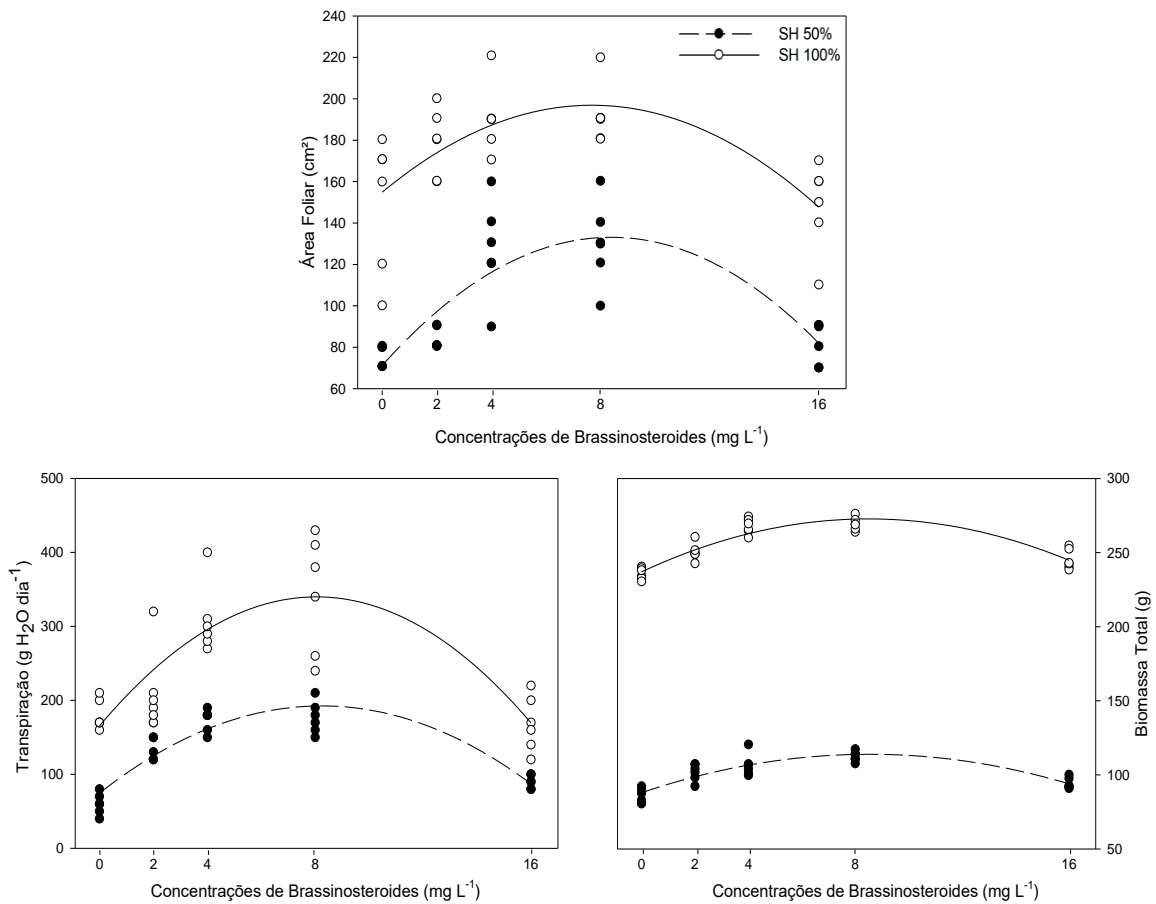 240
220
200
180
160
140
120
100
80
60
Área Foliar (cm²)
SH 50%
SH 100%
0 2 4 8 16
Concentrações de Brassinosteroides (mg L⁻¹)
500
400
300
200
100
0
Transpiração (g H₂O dia⁻¹)
0 2 4 8 16
Concentrações de Brassinosteroides (mg L⁻¹)
300
250
200
150
100
50
Biomassa Total (g)
0 2 4 8 16
Concentrações de Brassinosteroides (mg L⁻¹)